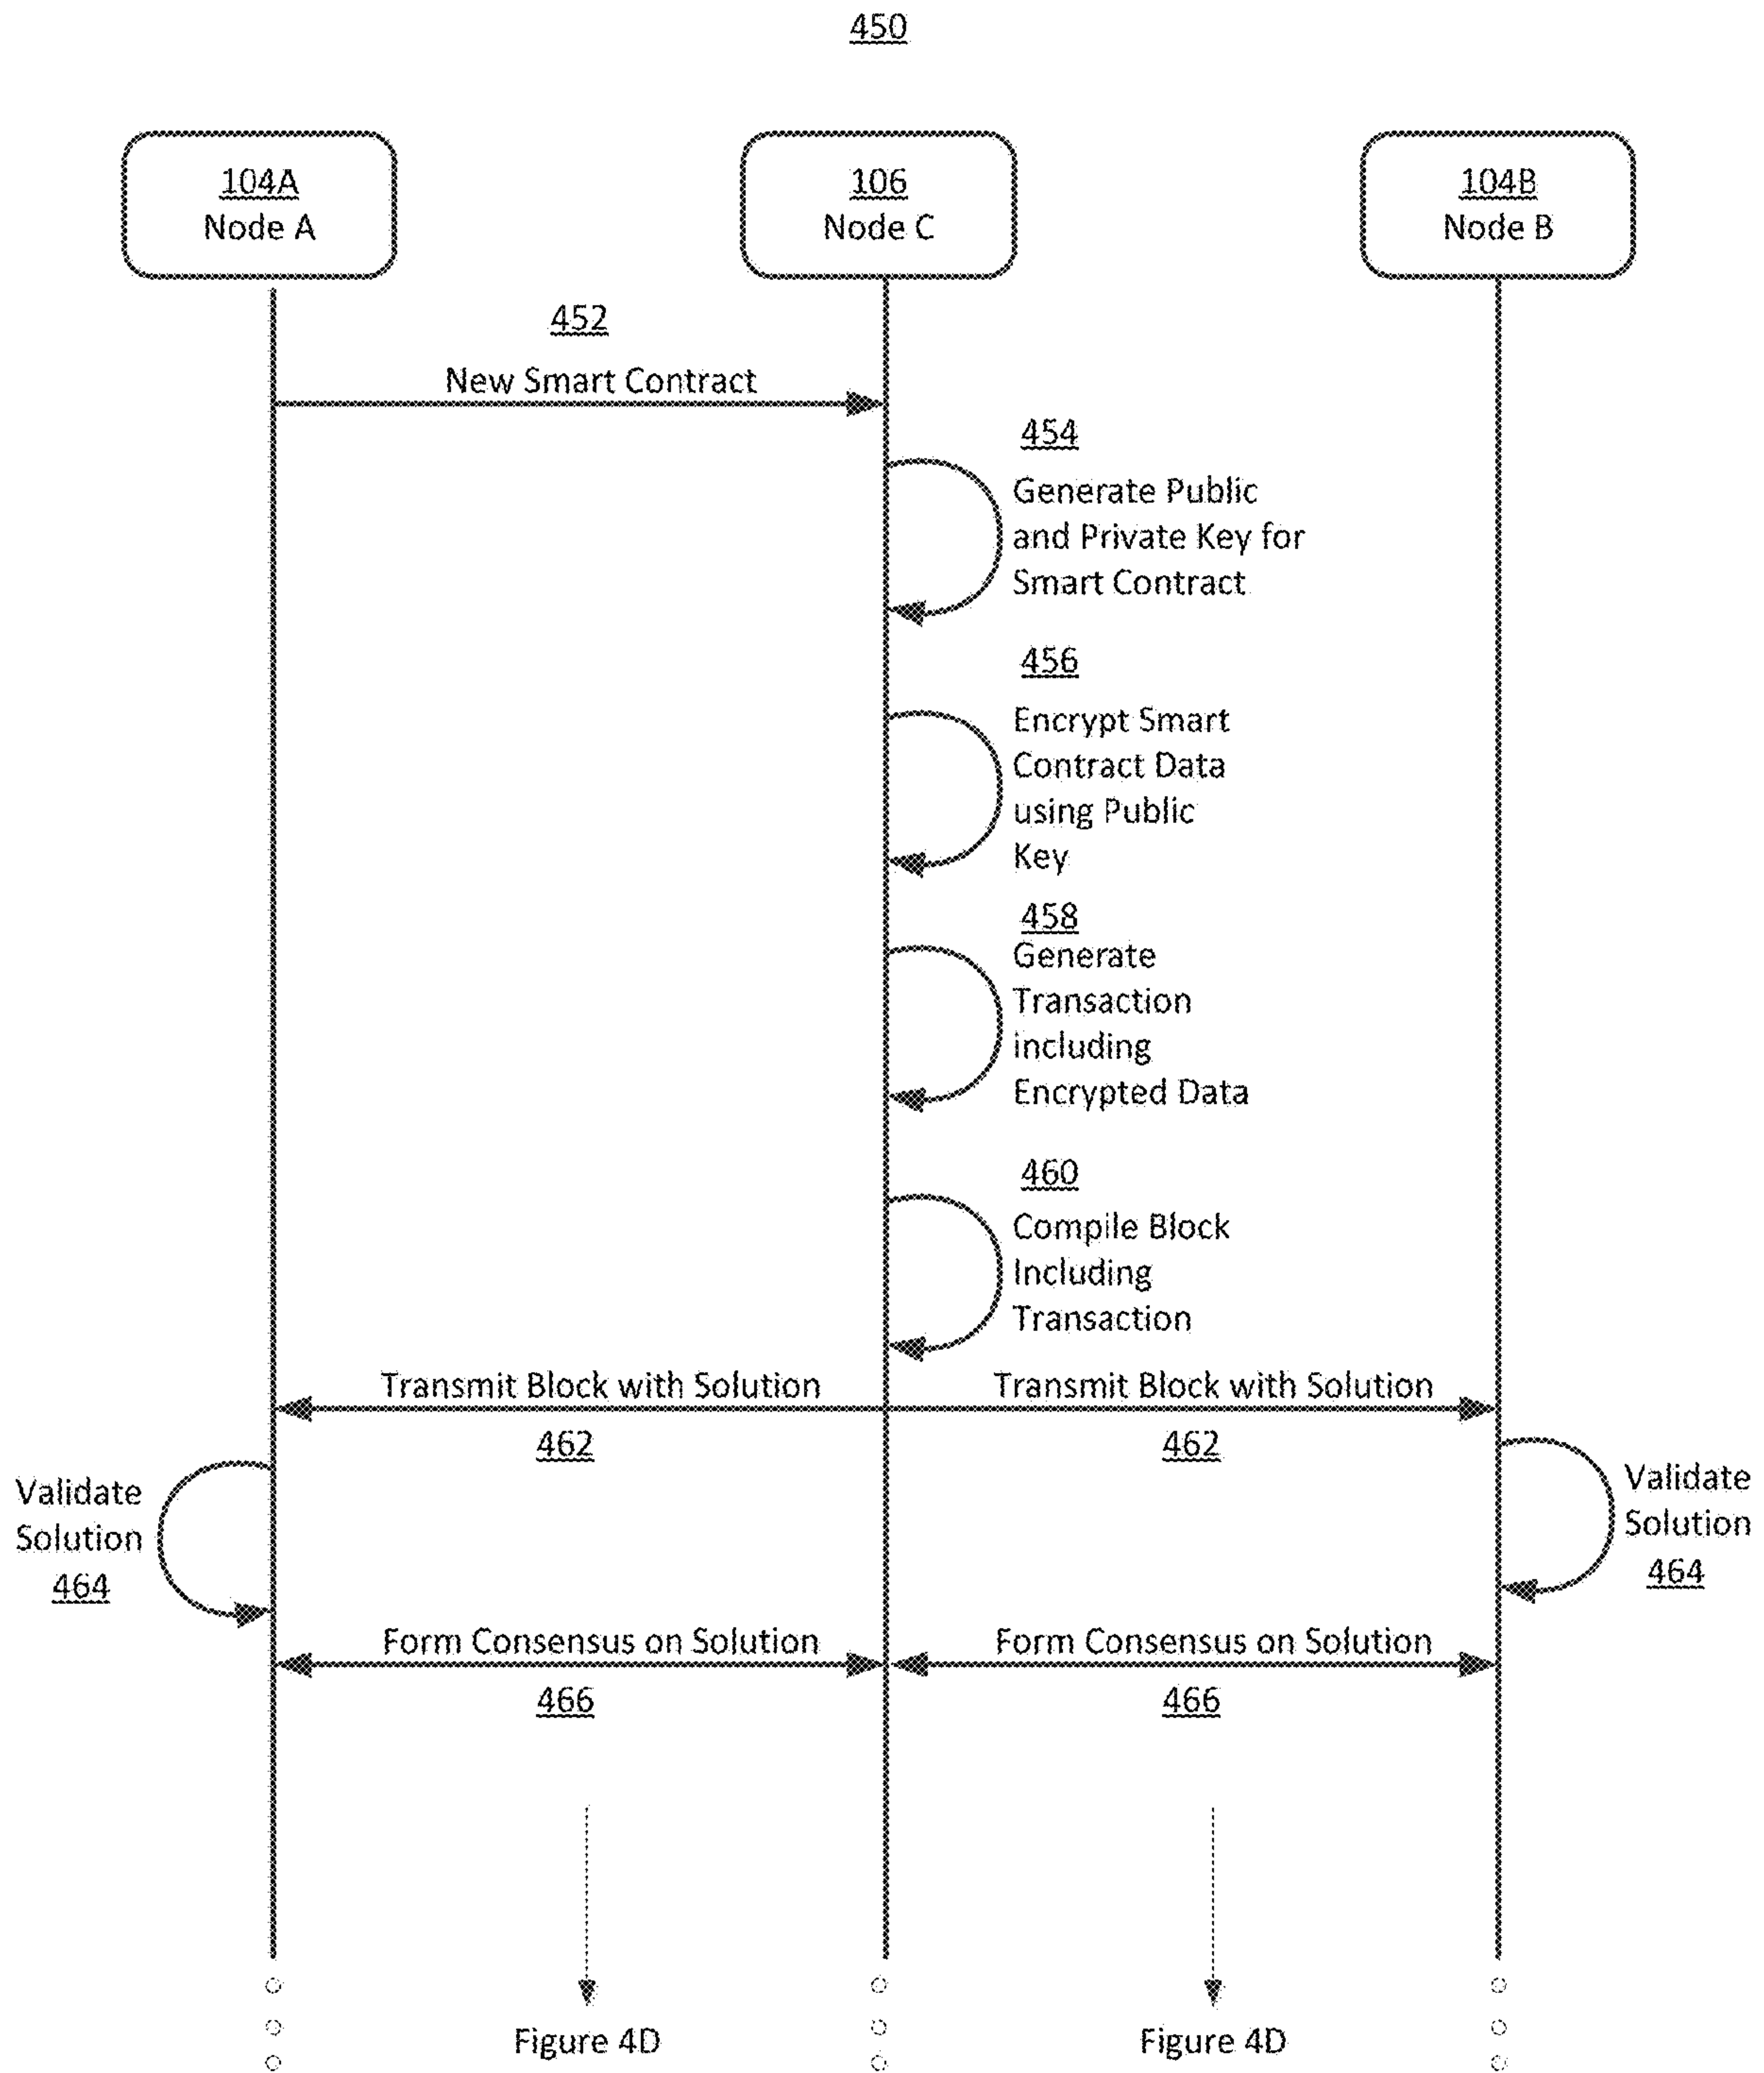 450
104A
Node A
106
Node C
104B
Node B
452
New Smart Contract
454
Generate Public
and Private Key for
Smart Contract
456
Encrypt Smart
Contract Data
using Public
Key
458
Generate
Transaction
including
Encrypted Data
460
Compile Block
Including
Transaction
Transmit Block with Solution
462
Transmit Block with Solution
462
Validate
Solution
464
Validate
Solution
464
Form Consensus on Solution
466
Form Consensus on Solution
466
Figure 4D
Figure 4D